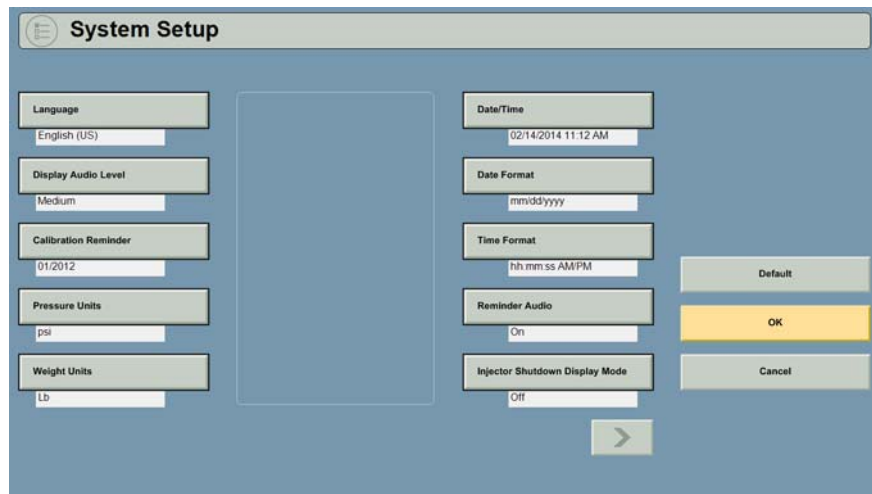 System Setup
Language
English (US)
Display Audio Level
Medium
Calibration Reminder
01/2012
Pressure Units
psi
Weight Units
Lb
Date/Time
02/14/2014 11:12 AM
Date Format
mm/dd/yyyy
Time Format
hh:mm:ss AM/PM
Reminder Audio
On
Injector Shutdown Display Mode
Off
Default
OK
Cancel